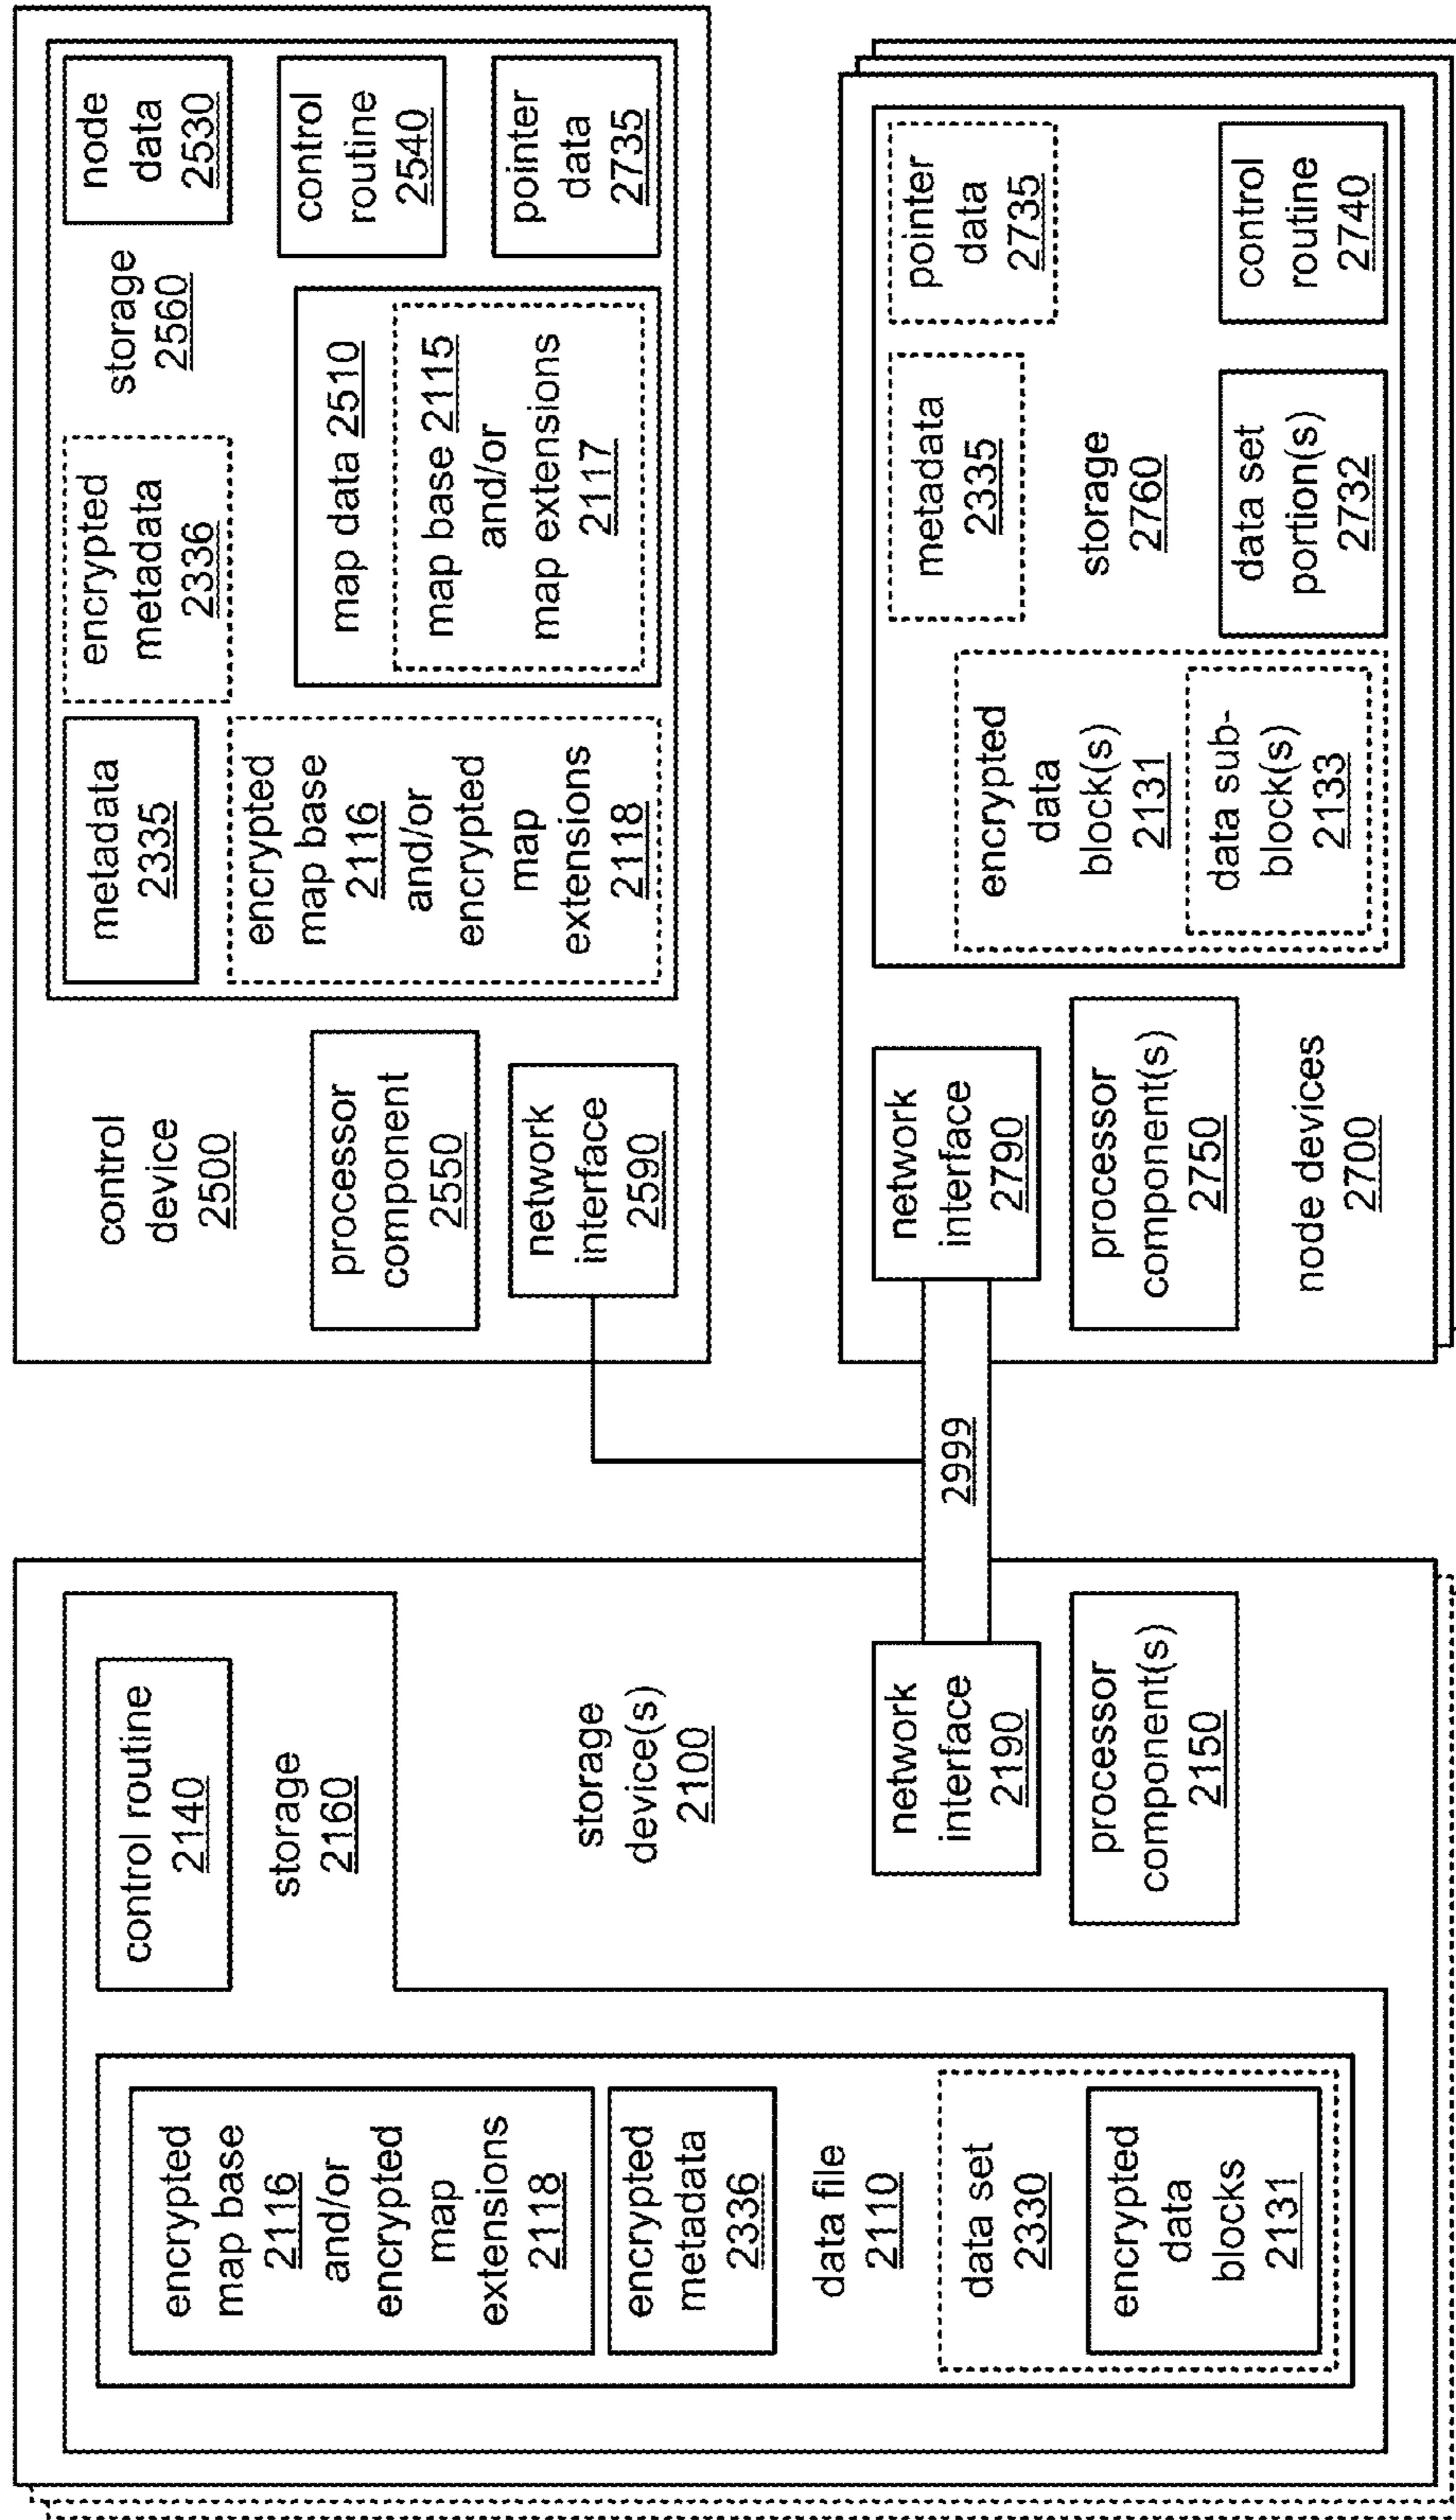 control routine
2140
storage
2160
encrypted
map base
2116
and/or
encrypted
map
extensions
2118
encrypted
metadata
2336
data file
2110
data set
2330
encrypted
data
blocks
2131
storage
device(s)
2100
network
interface
2190
processor
component(s)
2150
2999
control
device
2500
processor
component
2550
network
interface
2590
metadata
2335
encrypted
metadata
2336
storage
2560
node
data
2530
encrypted
map base
2116
and/or
encrypted
map
extensions
2118
map data 2510
map base 2115
and/or
map extensions
2117
control
routine
2540
pointer
data
2735
network
interface
2790
processor
component(s)
2750
node devices
2700
encrypted
data
block(s)
2131
data sub-
block(s)
2133
metadata
2335
pointer
data
2735
storage
2760
data set
portion(s)
2732
control
routine
2740